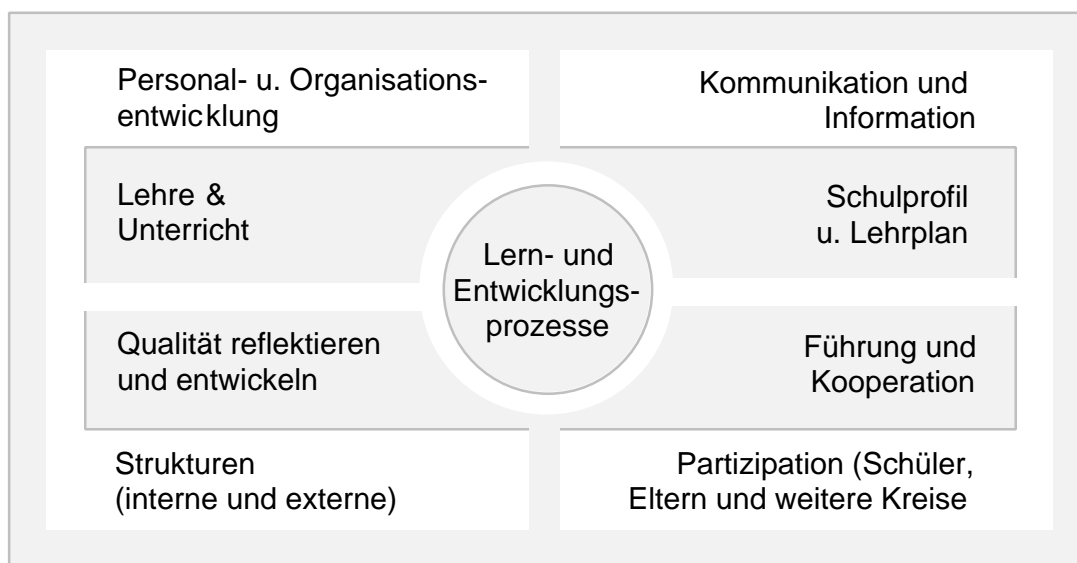 Personal- u. Organisations-
entwicklung
Kommunikation und
Information
Lehre &
Unterricht
Schulprofil
u. Lehrplan
Lern- und
Entwicklungs-
prozesse
Qualität reflektieren
und entwickeln
Führung und
Kooperation
Strukturen
(interne und externe)
Partizipation (Schüler,
Eltern und weitere Kreise